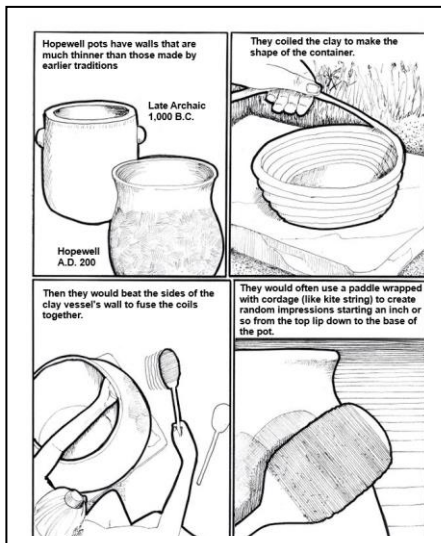 Hopewell pots have walls that are
much thinner than those made by
earlier traditions
Late Archaic
1,000 B.C.
Hopewell
A.D. 200
They coiled the clay to make the
shape of the container.
Then they would beat the sides of the
clay vessel's wall to fuse the coils
together.
They would often use a paddle wrapped
with cordage (like kite string) to create
random impressions starting an inch or
so from the top lip down to the base of
the pot.